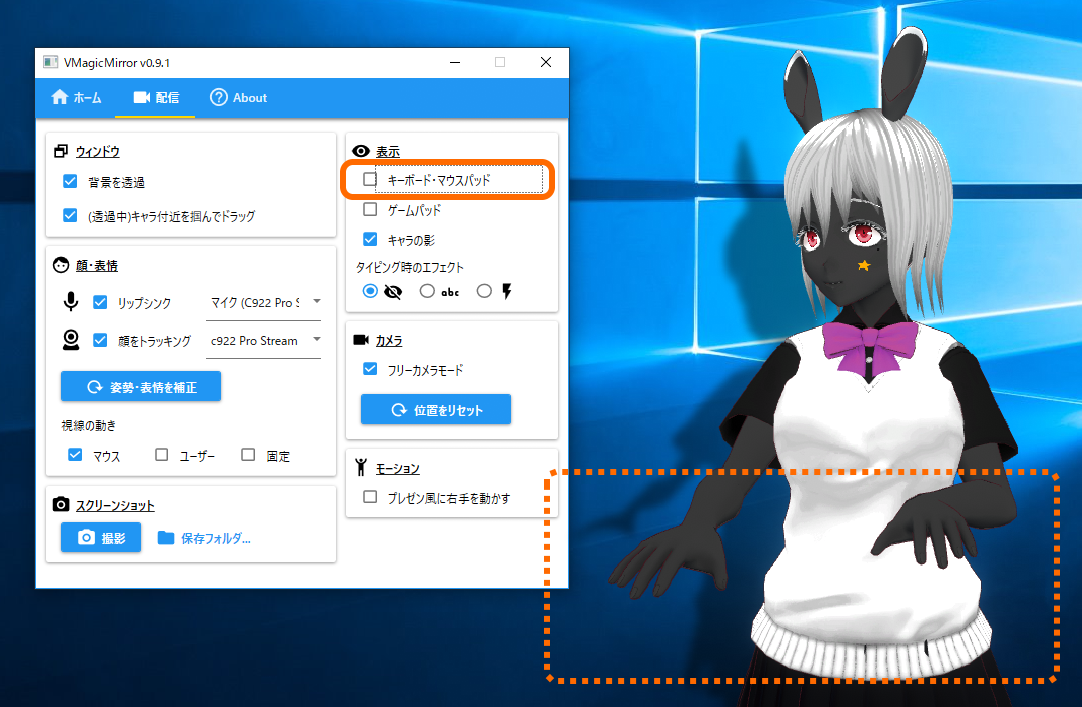 VMagicMirror v0.9.1
ホーム
配信
About
ウィンドウ
背景を透過
(透過中)キャラ付近を掴んでドラッグ
顔・表情
リップシンク
マイク (C922 Pro S
顔をトラッキング
c922 Pro Stream
姿勢・表情を補正
視線の動き
マウス
ユーザー
固定
スクリーンショット
撮影
保存フォルダ...
表示
キーボード・マウスパッド
ゲームパッド
キャラの影
タイピング時のエフェクト
abc
カメラ
フリーカメラモード
位置をリセット
モーション
プレゼン風に右手を動かす